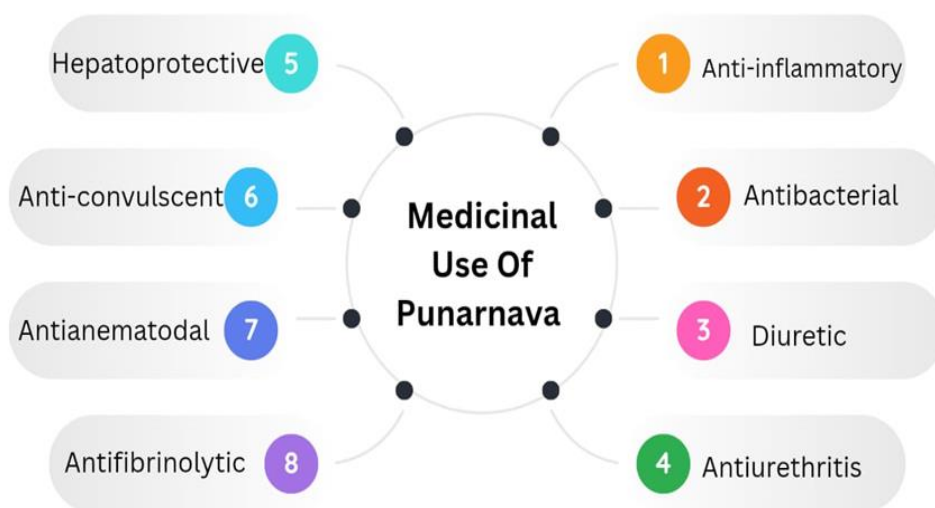 Medicinal
Use Of
Punarnava
1 Anti-inflammatory
2 Antibacterial
3 Diuretic
4 Antiurethritis
5 Hepatoprotective
6 Anti-convulscent
7 Antianematodal
8 Antifibrinolytic